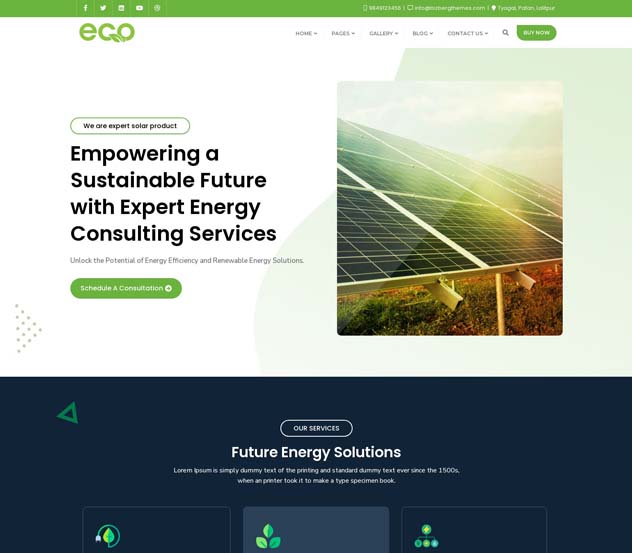 9849123456 | info@bizbergthemes.com | Tyagal, Patan, Lalitpur
eco
HOME PAGES GALLERY BLOG CONTACT US BUY NOW
We are expert solar product
Empowering a
Sustainable Future
with Expert Energy
Consulting Services
Unlock the Potential of Energy Efficiency and Renewable Energy Solutions.
Schedule A Consultation
OUR SERVICES
Future Energy Solutions
Lorem Ipsum is simply dummy text of the printing and standard dummy text ever since the 1500s,
when an printer took it to make a type specimen book.